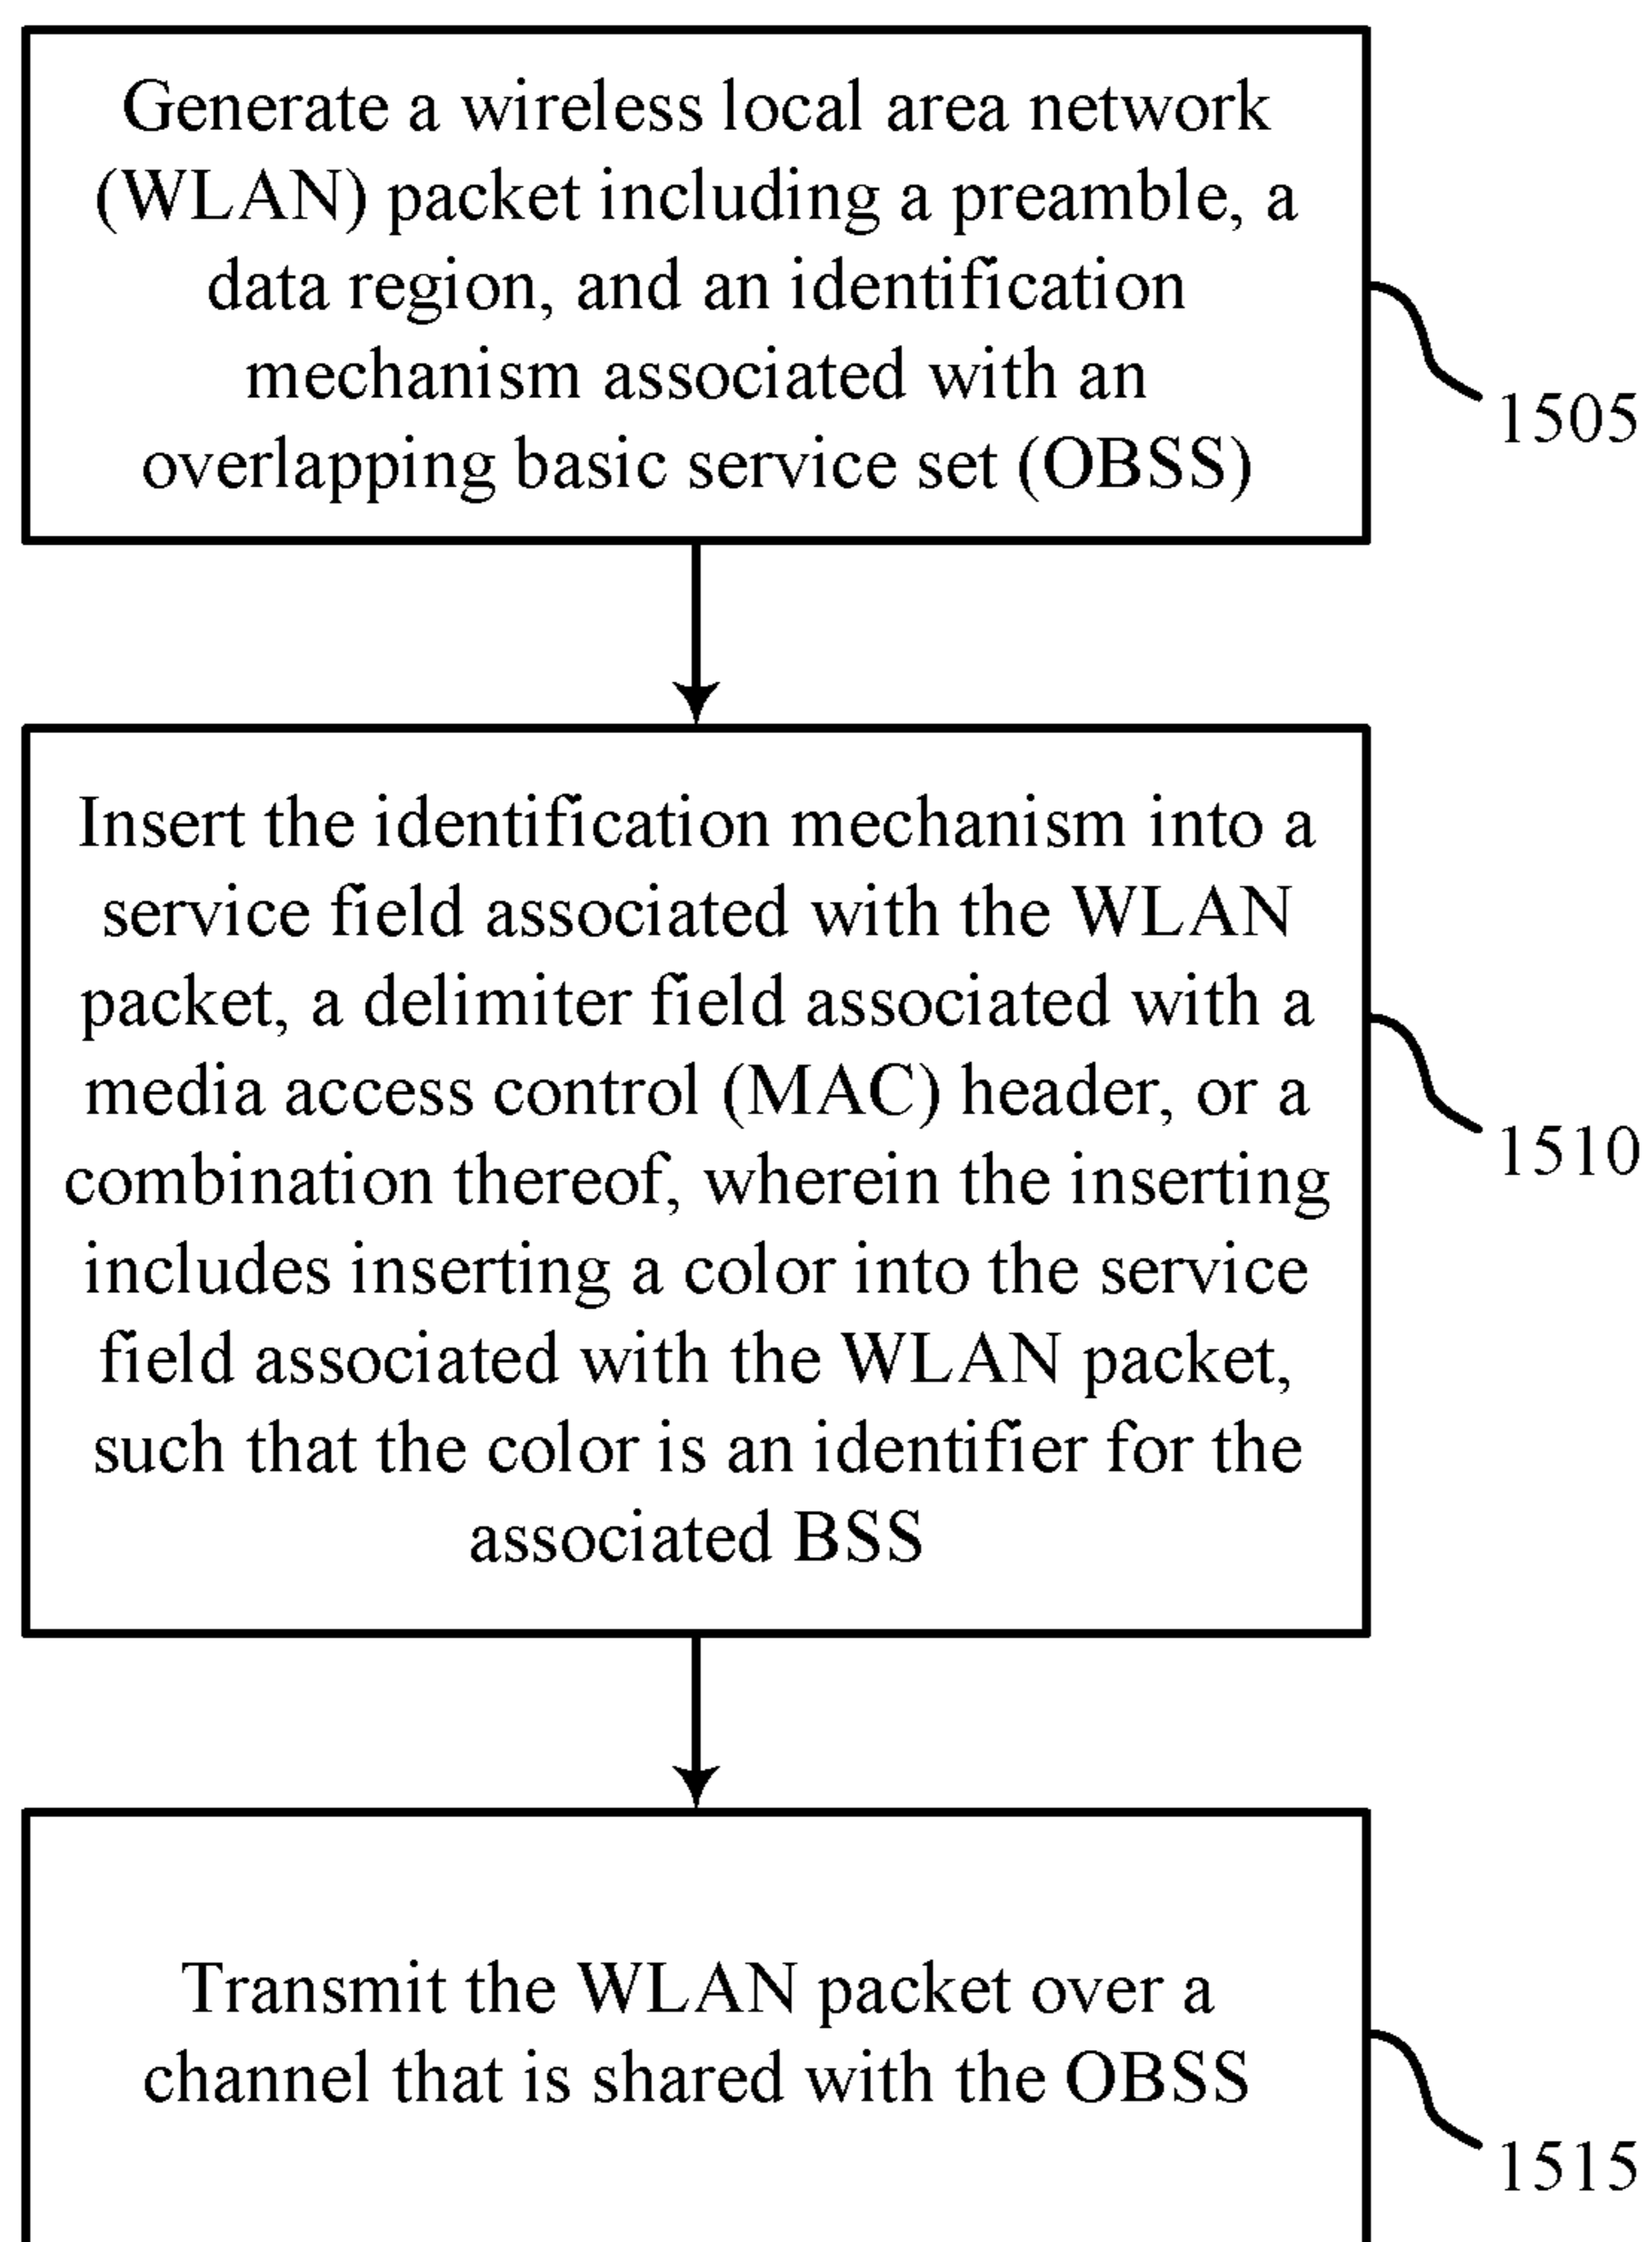 Generate a wireless local area network
(WLAN) packet including a preamble, a
data region, and an identification
mechanism associated with an
overlapping basic service set (OBSS)
1505
Insert the identification mechanism into a
service field associated with the WLAN
packet, a delimiter field associated with a
media access control (MAC) header, or a
combination thereof, wherein the inserting
includes inserting a color into the service
field associated with the WLAN packet,
such that the color is an identifier for the
associated BSS
1510
Transmit the WLAN packet over a
channel that is shared with the OBSS
1515